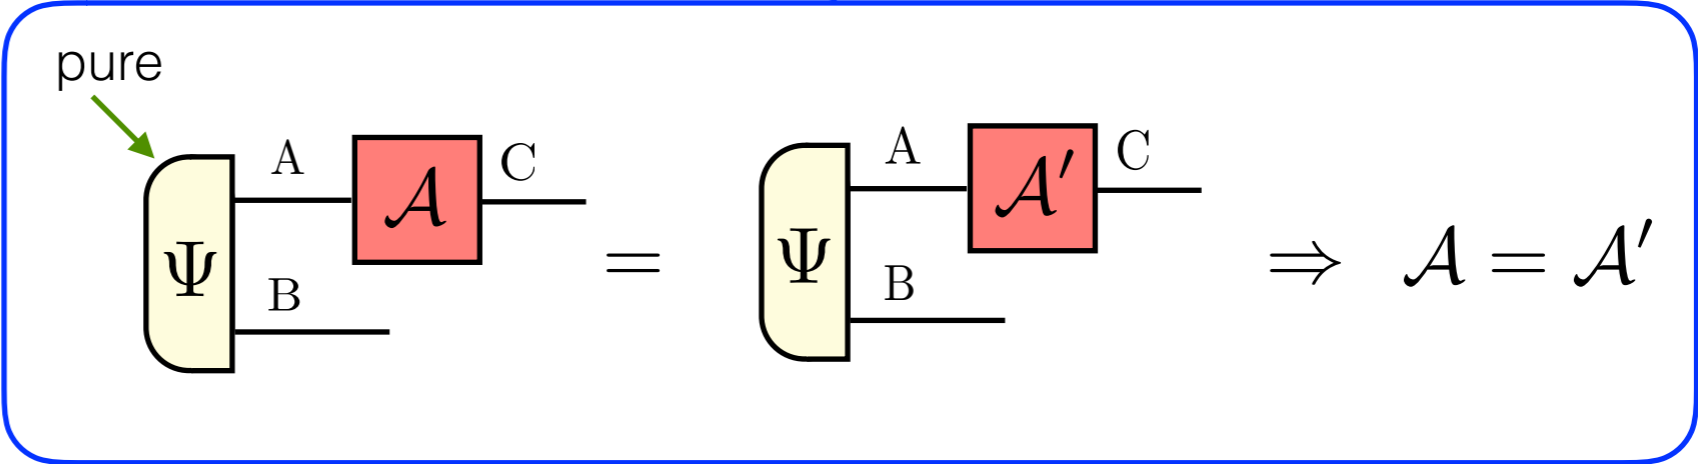 pure
A C A C
𝒜 𝒜′
Ψ = Ψ ⇒ 𝒜 = 𝒜′
B B